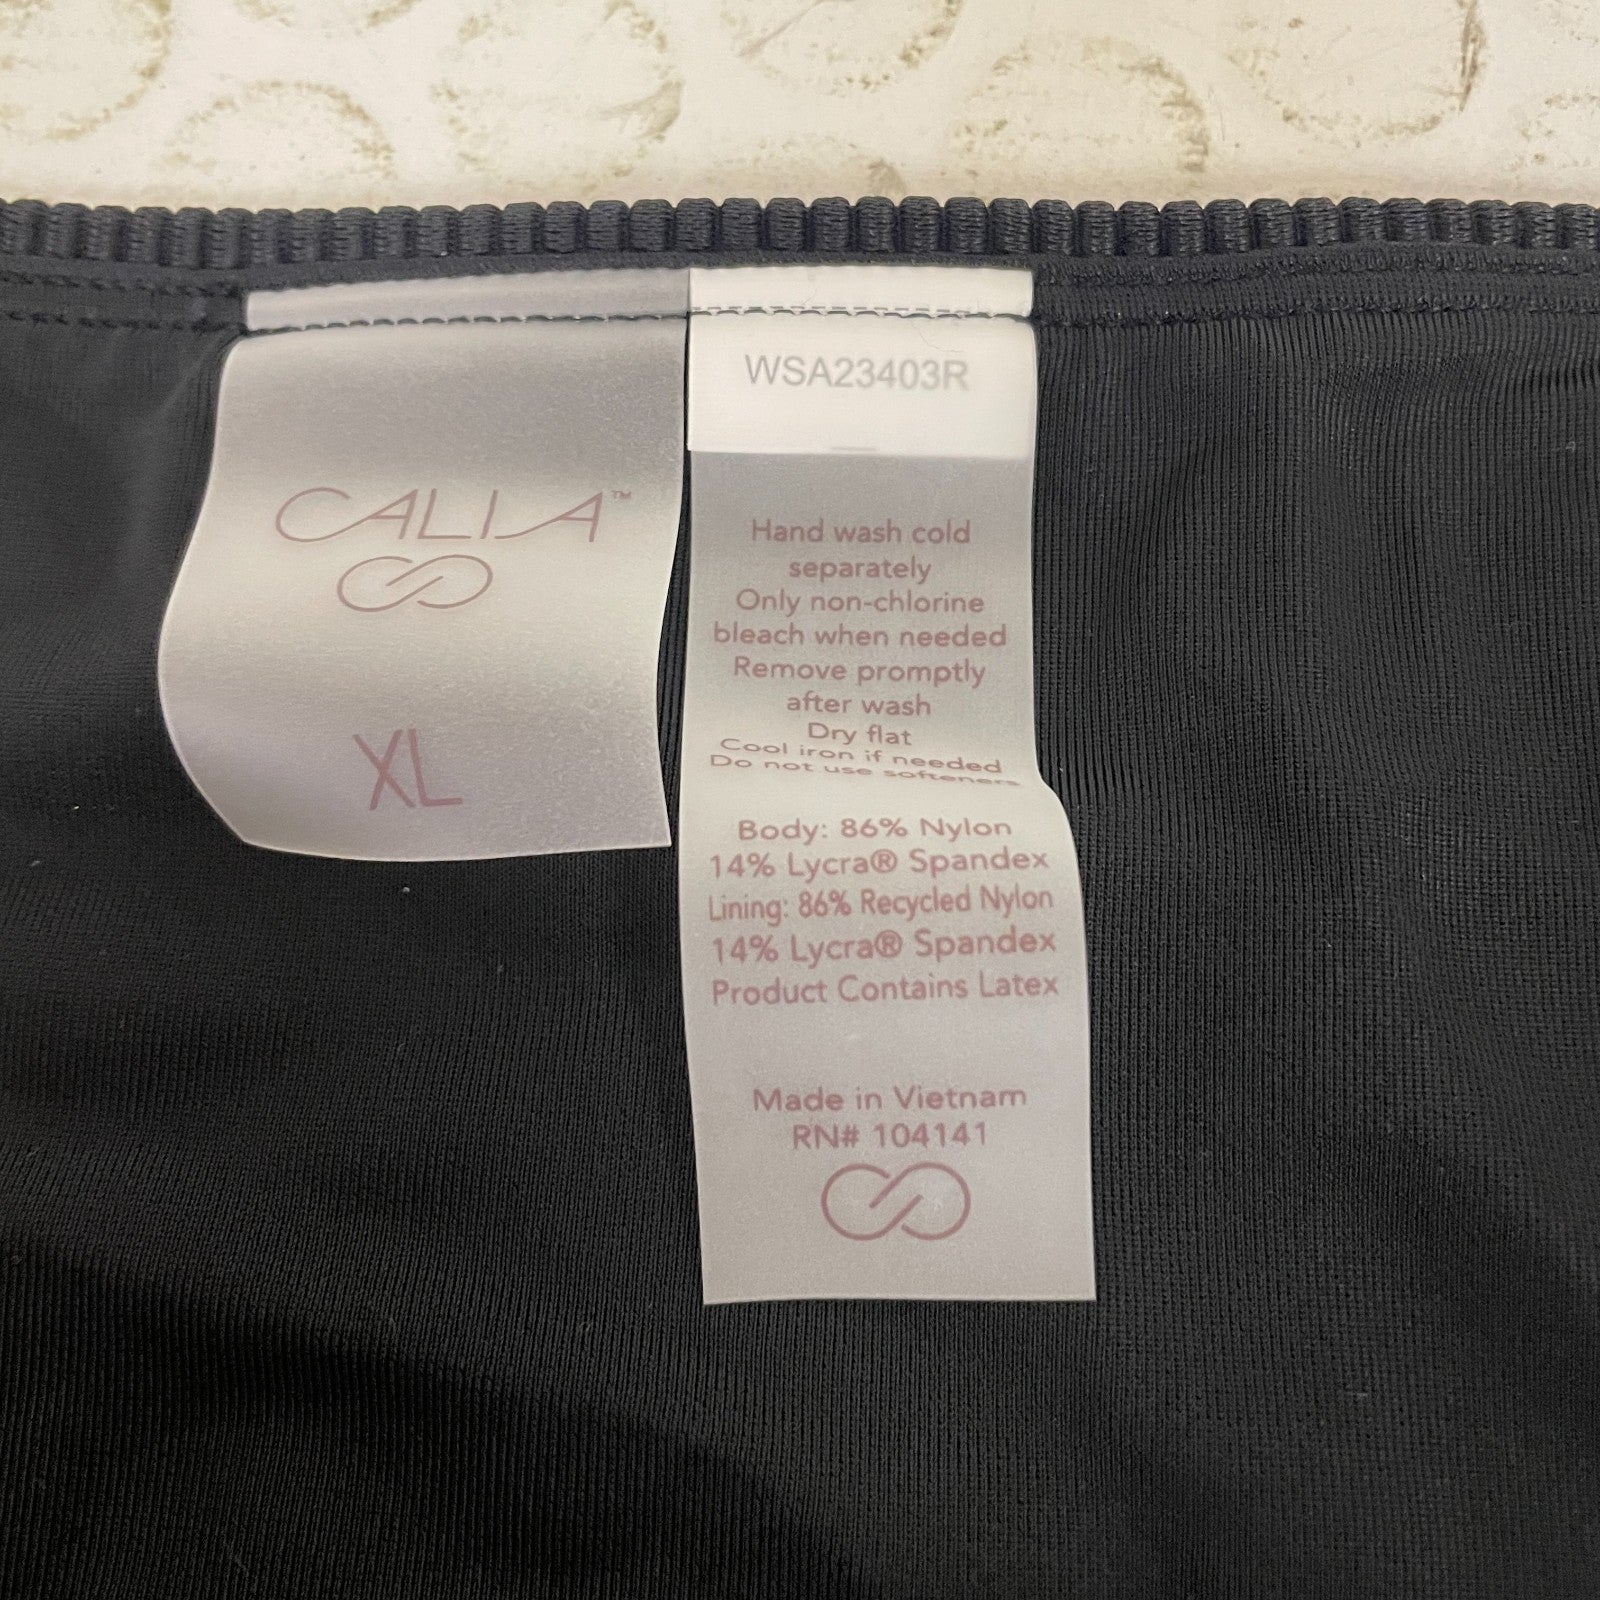 CALIA™
XL
WSA23403R
Hand wash cold
separately
Only non-chlorine
bleach when needed
Remove promptly
after wash
Dry flat
Cool iron if needed
Do not use softeners
Body: 86% Nylon
14% Lycra® Spandex
Lining: 86% Recycled Nylon
14% Lycra® Spandex
Product Contains Latex
Made in Vietnam
RN# 104141